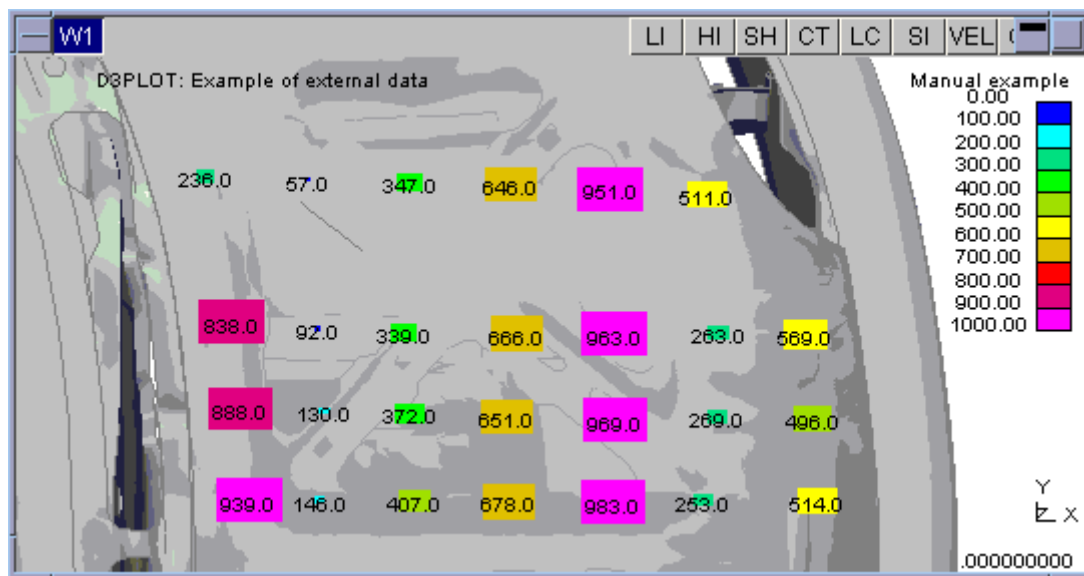 W1 LI HI SH CT LC SI VEL
D3PLOT: Example of external data
Manual example
0.00
100.00
200.00
300.00
400.00
500.00
600.00
700.00
800.00
900.00
1000.00
236.0 57.0 347.0 646.0 951.0 511.0
838.0 92.0 339.0 666.0 963.0 263.0 569.0
888.0 130.0 372.0 651.0 969.0 269.0 496.0
939.0 146.0 407.0 678.0 983.0 253.0 514.0
Y
Z X
.000000000